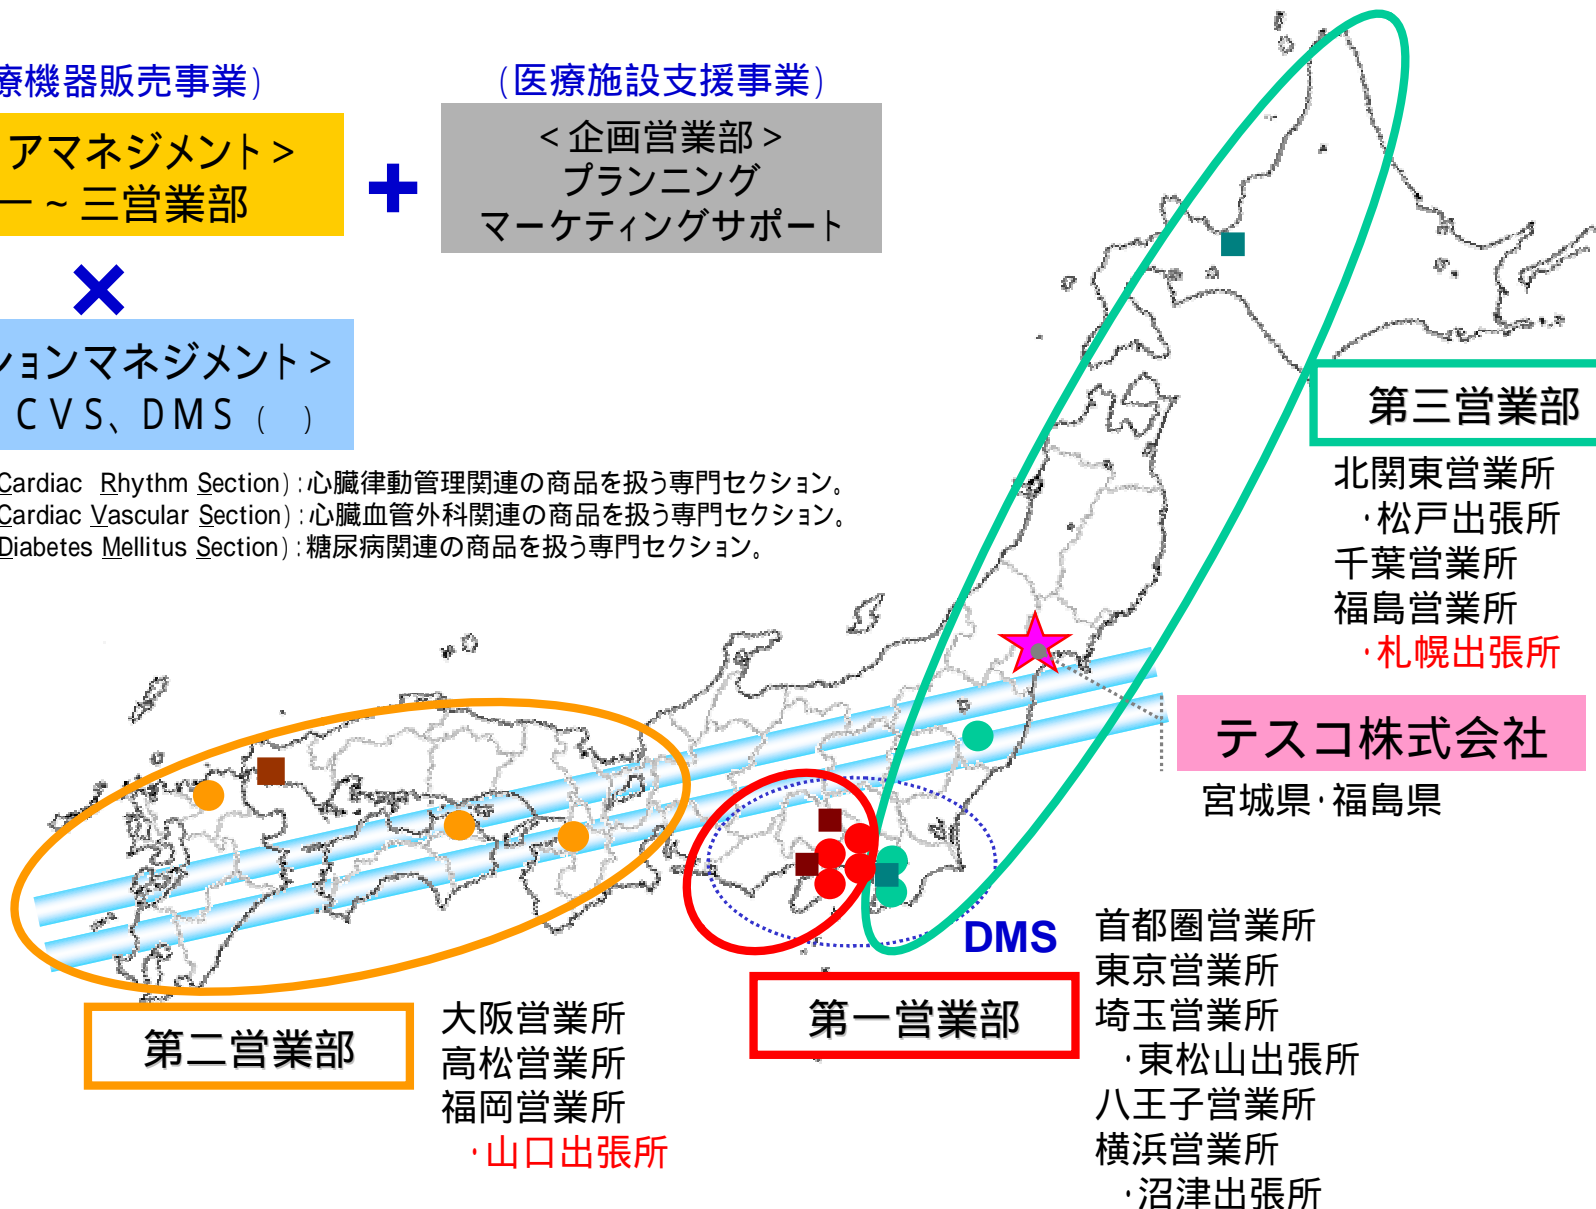 療機器販売事業)
(医療施設支援事業)
アマネジメント>
一~三営業部
<企画営業部>
プランニング
マーケティングサポート
+
×
ションマネジメント>
CVS、DMS( )
Cardiac Rhythm Section):心臓律動管理関連の商品を扱う専門セクション。
Cardiac Vascular Section):心臓血管外科関連の商品を扱う専門セクション。
Diabetes Mellitus Section):糖尿病関連の商品を扱う専門セクション。
第三営業部
北関東営業所
・松戸出張所
千葉営業所
福島営業所
・札幌出張所
テスコ株式会社
宮城県・福島県
DMS
第一営業部
首都圏営業所
東京営業所
埼玉営業所
・東松山出張所
八王子営業所
横浜営業所
・沼津出張所
第二営業部
大阪営業所
高松営業所
福岡営業所
・山口出張所